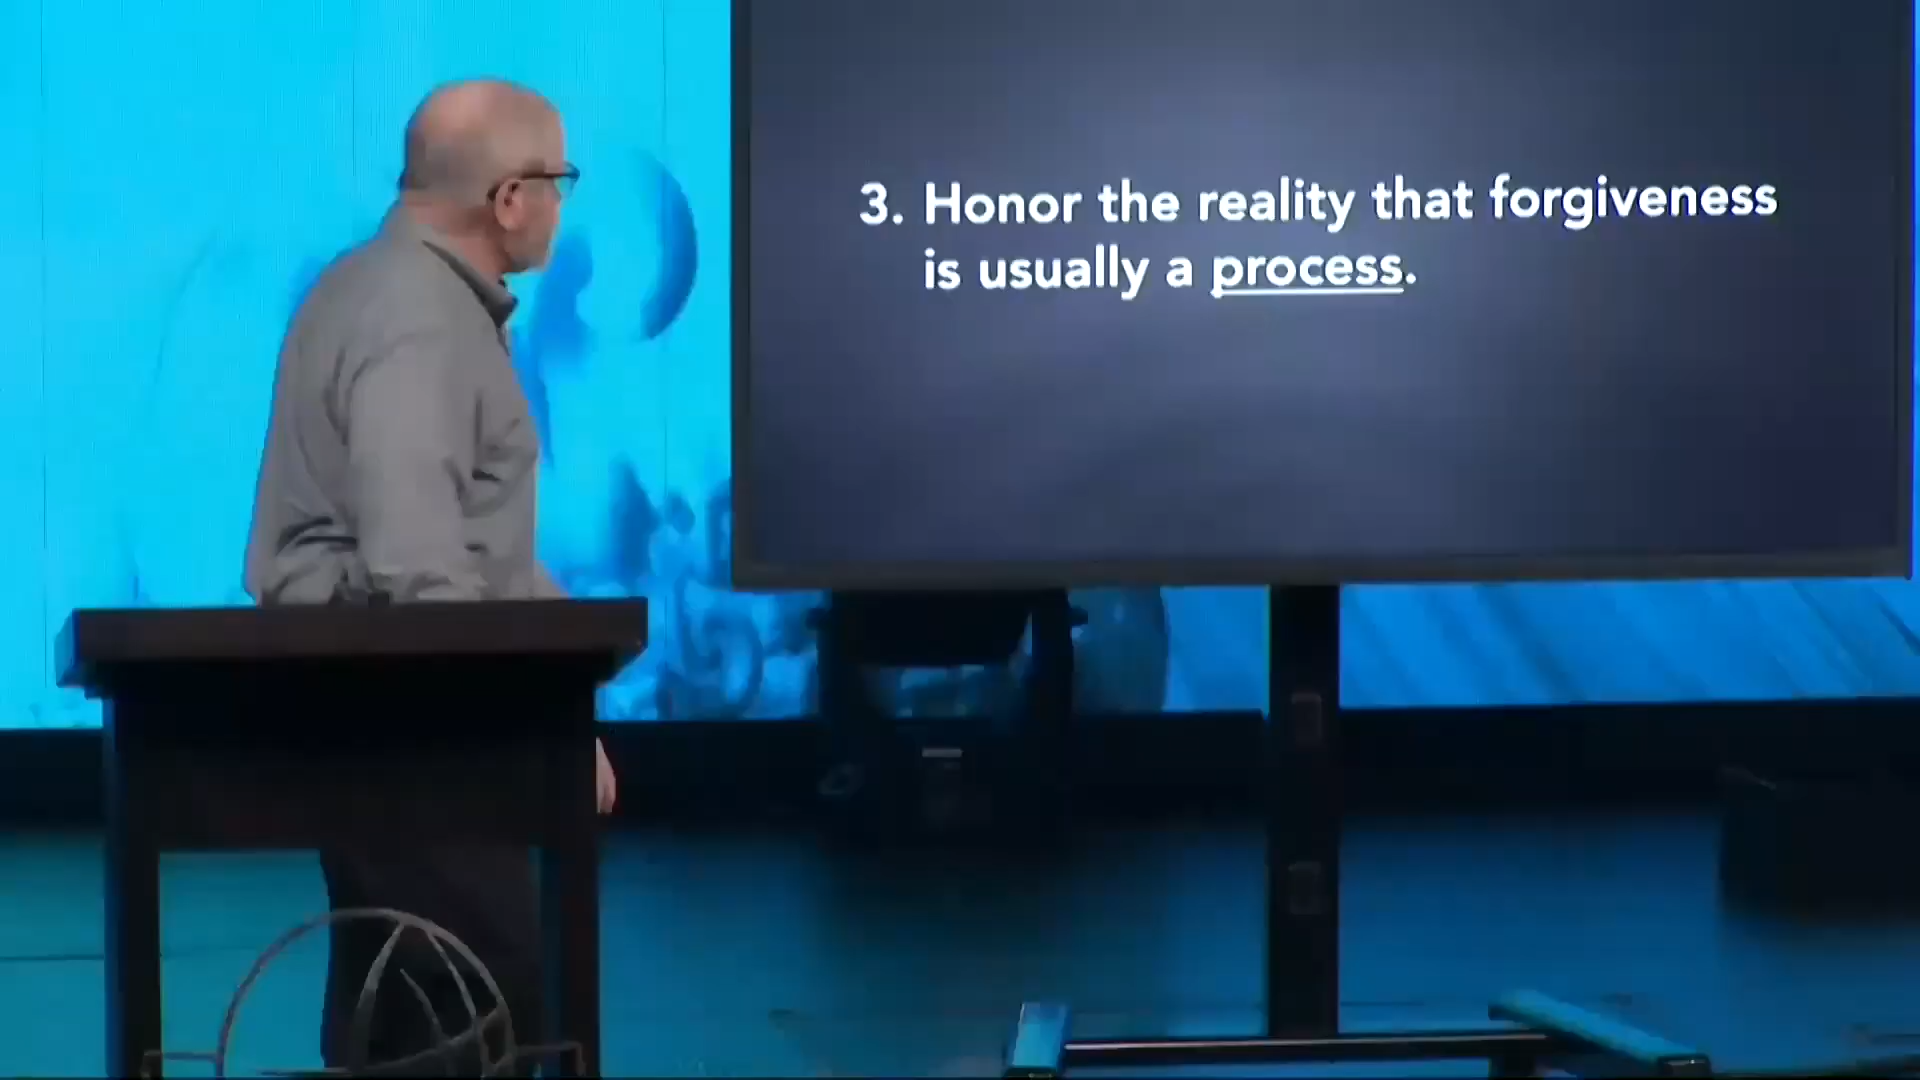 3. Honor the reality that forgiveness
is usually a process.